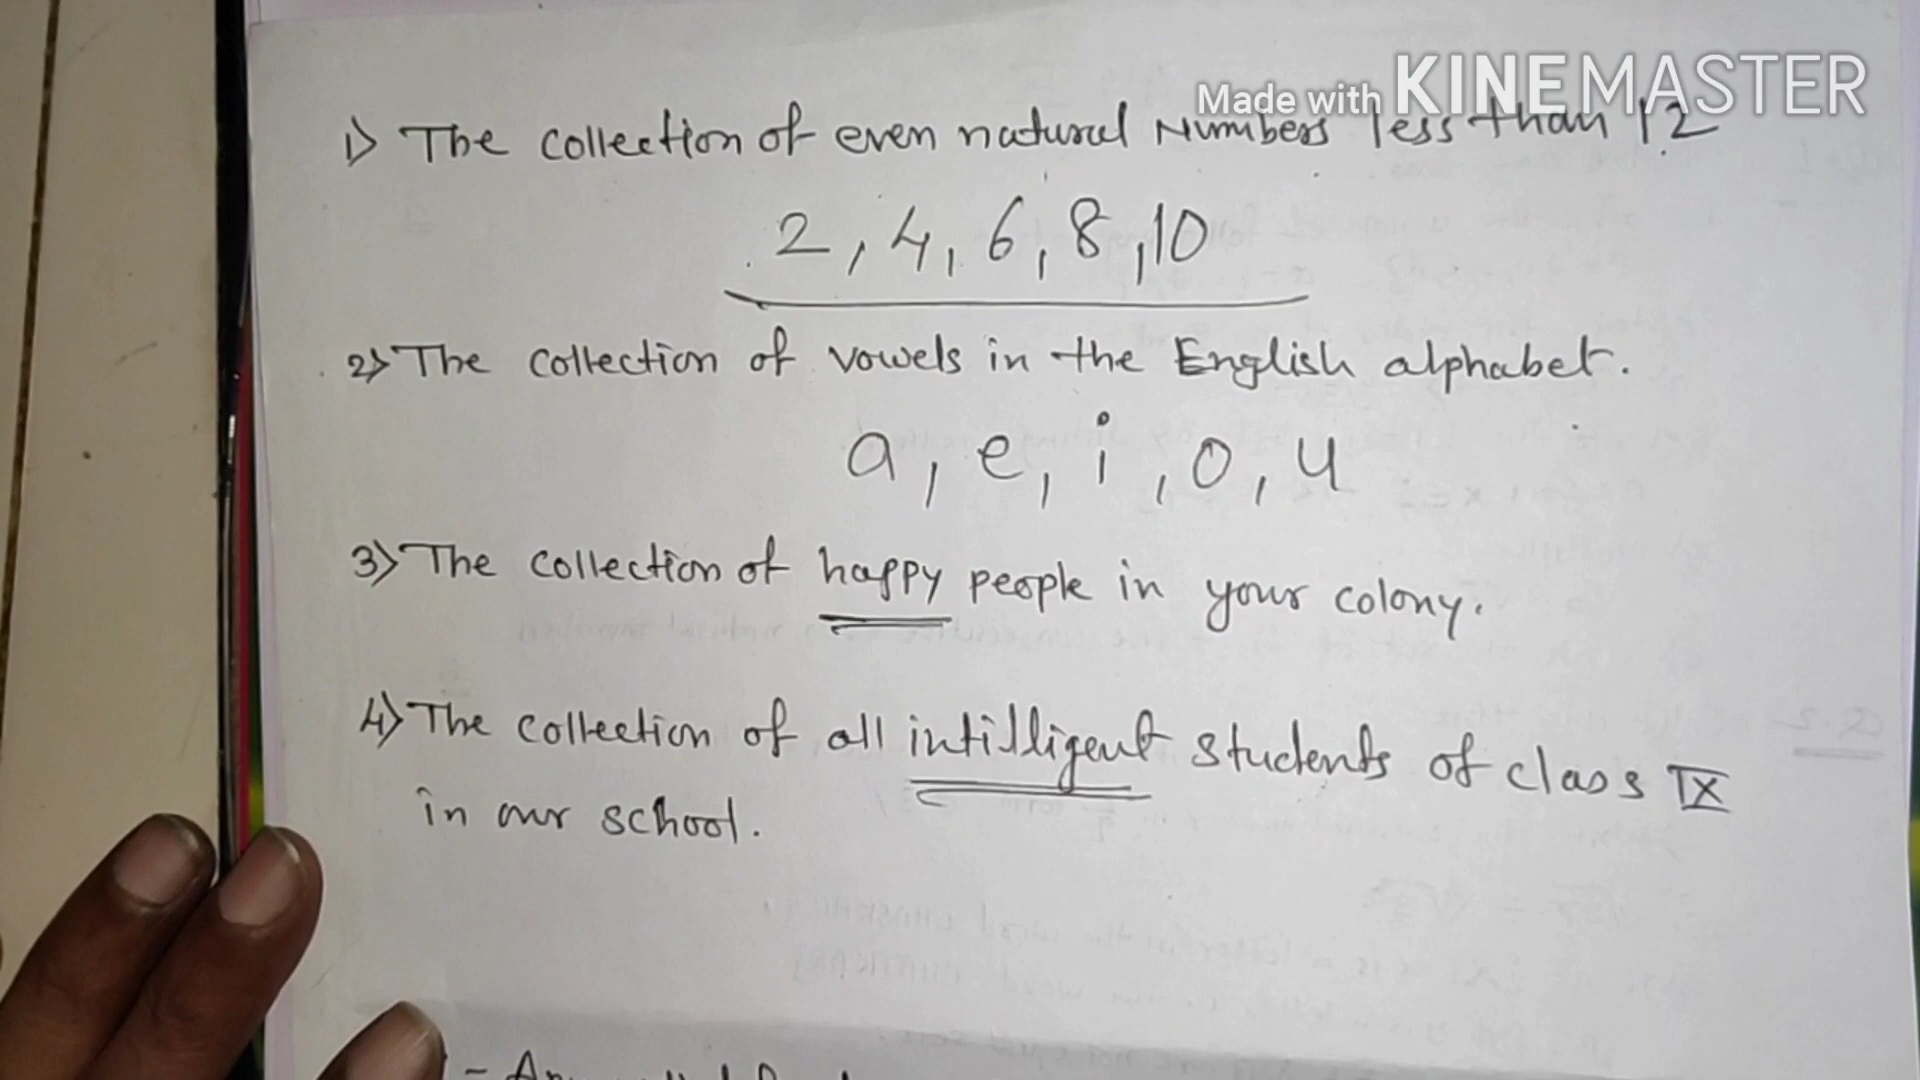 Made with KINEMASTER
1) The collection of even natural Numbers less than 12
2, 4, 6, 8, 10
2) The collection of vowels in the English alphabet.
a, e, i, o, u
3) The collection of happy people in your colony.
4) The collection of all intilligent students of class IX
in our school.